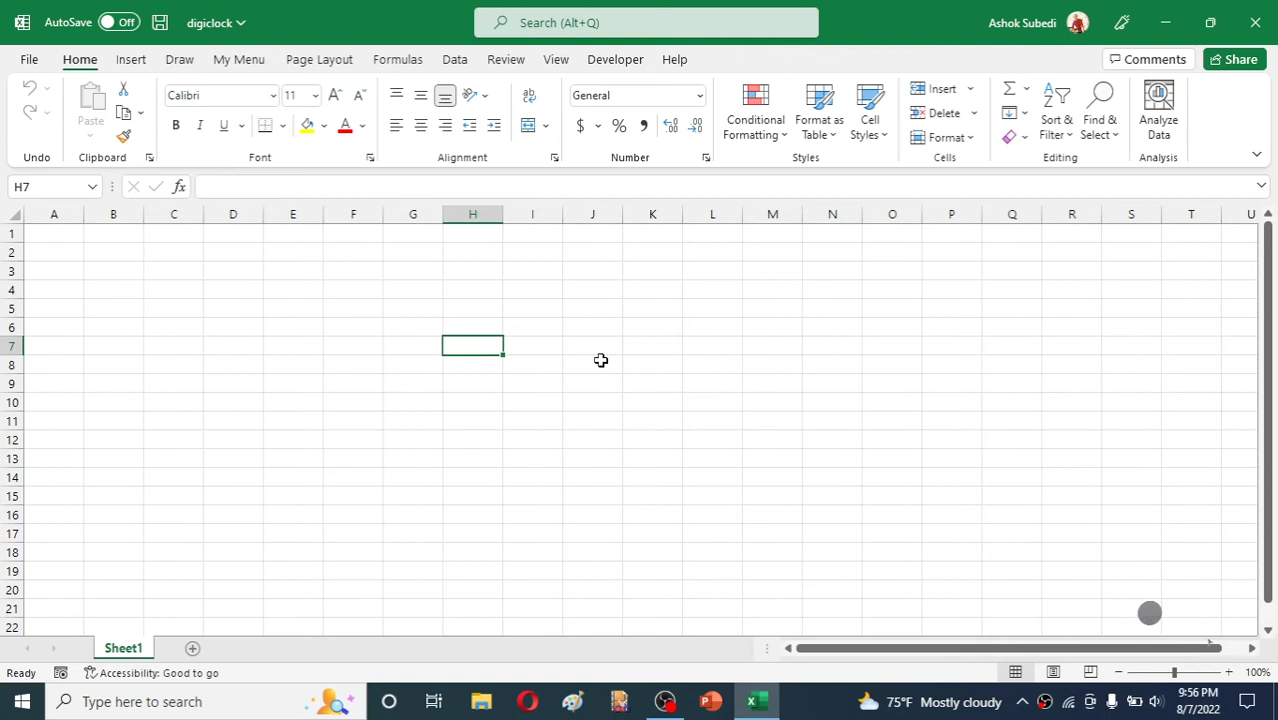 AutoSave Off digiclock Search (Alt+Q) Ashok Subedi
File Home Insert Draw My Menu Page Layout Formulas Data Review View Developer Help Comments Share
Calibri 11 General Insert
Paste Conditional Formatting Format as Table Cell Styles Delete Sort & Filter Find & Select Analyze Data
B I U $ % Format
Undo Clipboard Font Alignment Number Styles Cells Editing Analysis
H7 fx
A B C D E F G H I J K L M N O P Q R S T U
1
2
3
4
5
6
7
8
9
10
11
12
13
14
15
16
17
18
19
20
21
22
Sheet1
Ready Accessibility: Good to go 100%
Type here to search 75°F Mostly cloudy 9:56 PM
8/7/2022